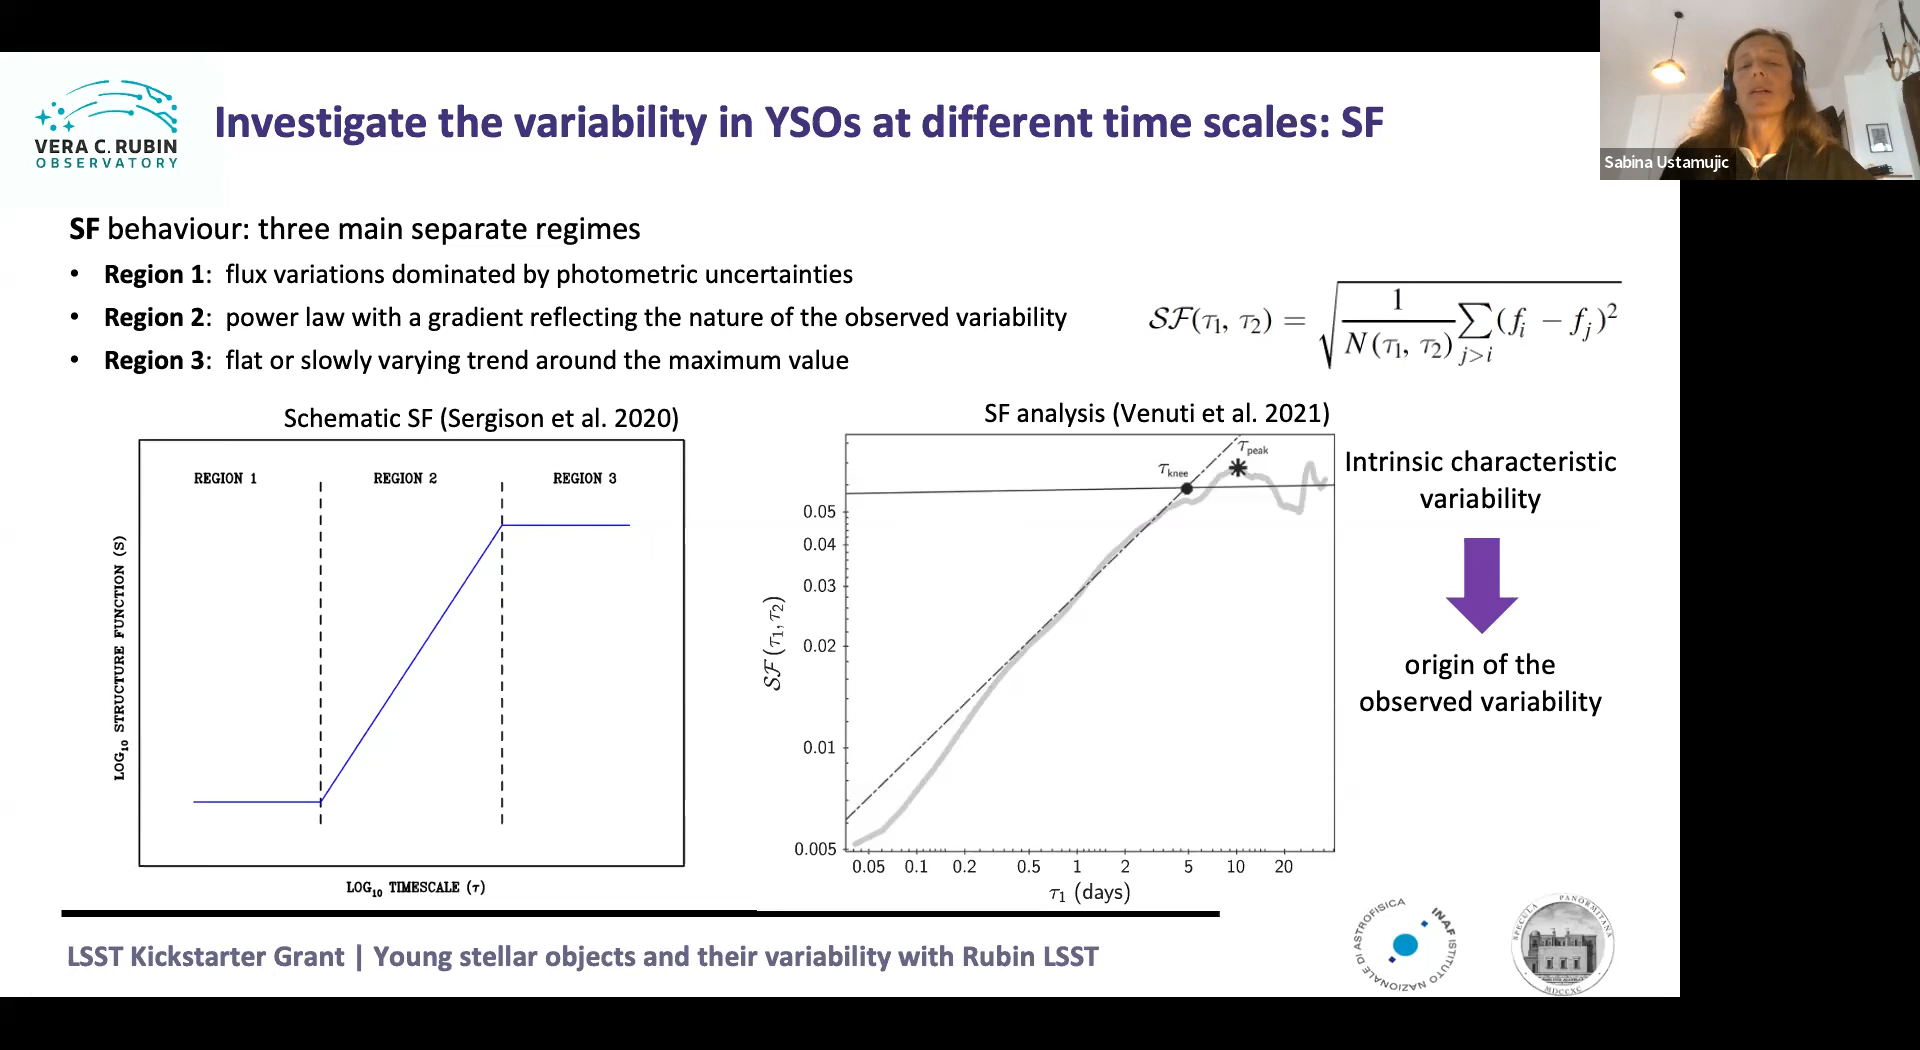 VERA C. RUBIN
OBSERVATORY
Investigate the variability in YSOs at different time scales: SF
Sabina Ustamujic
SF behaviour: three main separate regimes
• Region 1: flux variations dominated by photometric uncertainties
• Region 2: power law with a gradient reflecting the nature of the observed variability
• Region 3: flat or slowly varying trend around the maximum value
SF(τ₁, τ₂) = √ 1/N(τ₁, τ₂) ∑ j>i (fᵢ − fⱼ)²
Schematic SF (Sergison et al. 2020)
REGION 1 REGION 2 REGION 3
LOG₁₀ STRUCTURE FUNCTION (S)
LOG₁₀ TIMESCALE (τ)
SF analysis (Venuti et al. 2021)
τpeak
τknee
0.05
0.04
0.03
0.02
0.01
0.005
SF(τ₁, τ₂)
0.05 0.1 0.2 0.5 1 2 5 10 20
τ₁ (days)
Intrinsic characteristic
variability
origin of the
observed variability
LSST Kickstarter Grant | Young stellar objects and their variability with Rubin LSST
INAF ISTITUTO NAZIONALE DI ASTROFISICA
SPECULA PANORMITANA
MDCCXC